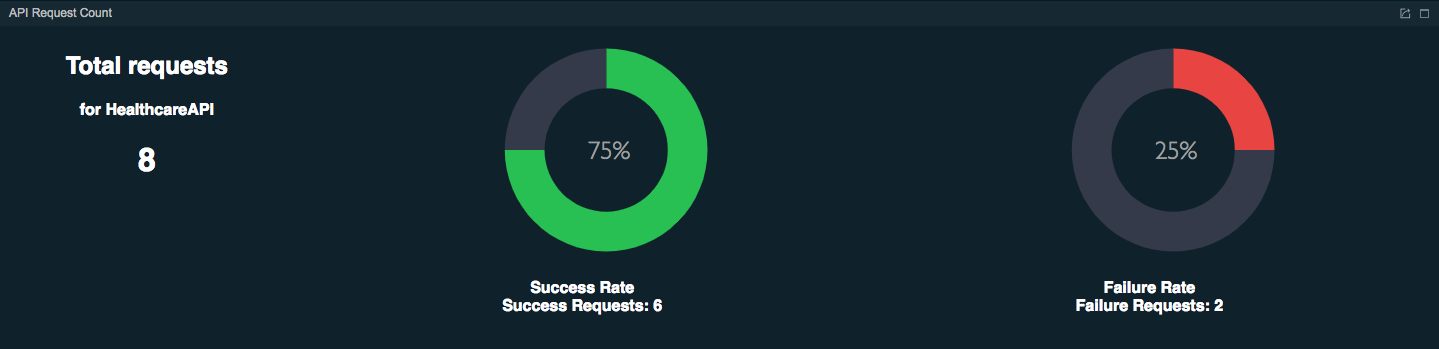 API Request Count
Total requests
for HealthcareAPI
8
75%
Success Rate
Success Requests: 6
25%
Failure Rate
Failure Requests: 2